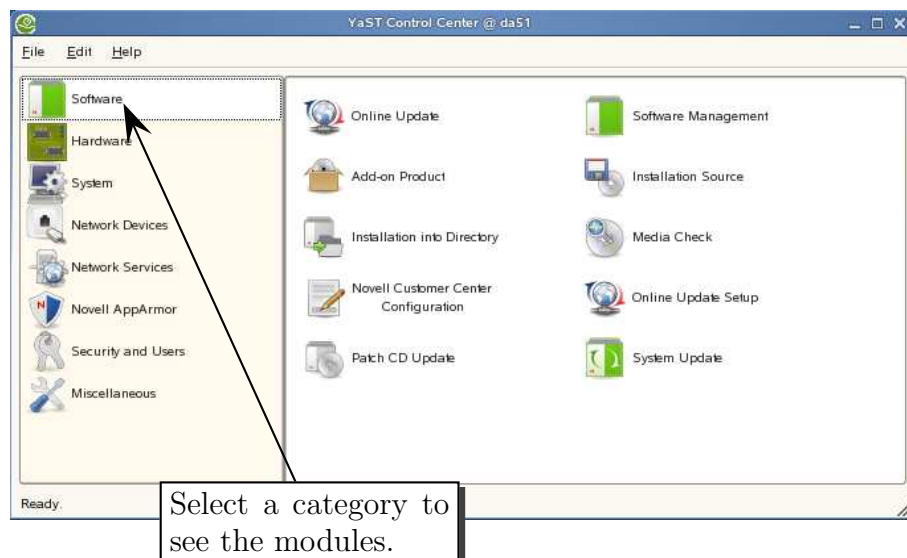 YaST Control Center @ da51
File Edit Help
Software
Hardware
System
Network Devices
Network Services
Novell AppArmor
Security and Users
Miscellaneous
Online Update
Software Management
Add-on Product
Installation Source
Installation into Directory
Media Check
Novell Customer Center
Configuration
Online Update Setup
Patch CD Update
System Update
Ready.
Select a category to
see the modules.